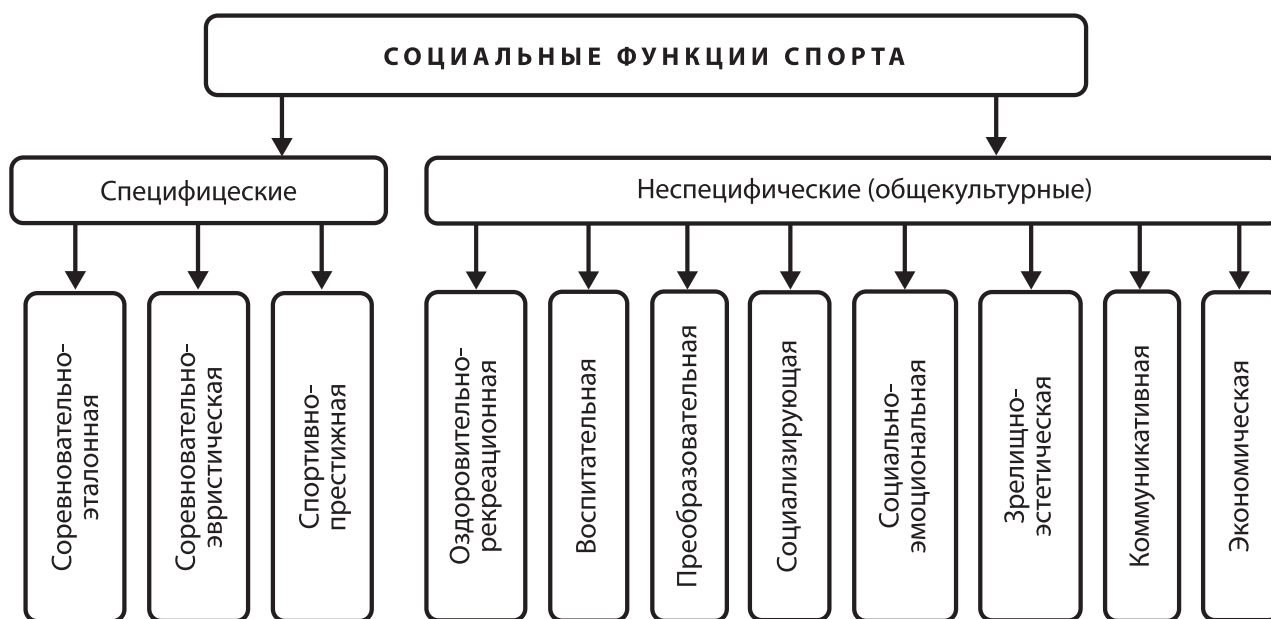 СОЦИАЛЬНЫЕ ФУНКЦИИ СПОРТА
Специфицеские
Неспецифические (общекультурные)
Соревновательно-
эталонная
Соревновательно-
эвристическая
Спортивно-
престижная
Оздоровительно-
рекреационная
Воспитательная
Преобразовательная
Социализирующая
Социально-
эмоциональная
Зрелищно-
эстетическая
Коммуникативная
Экономическая